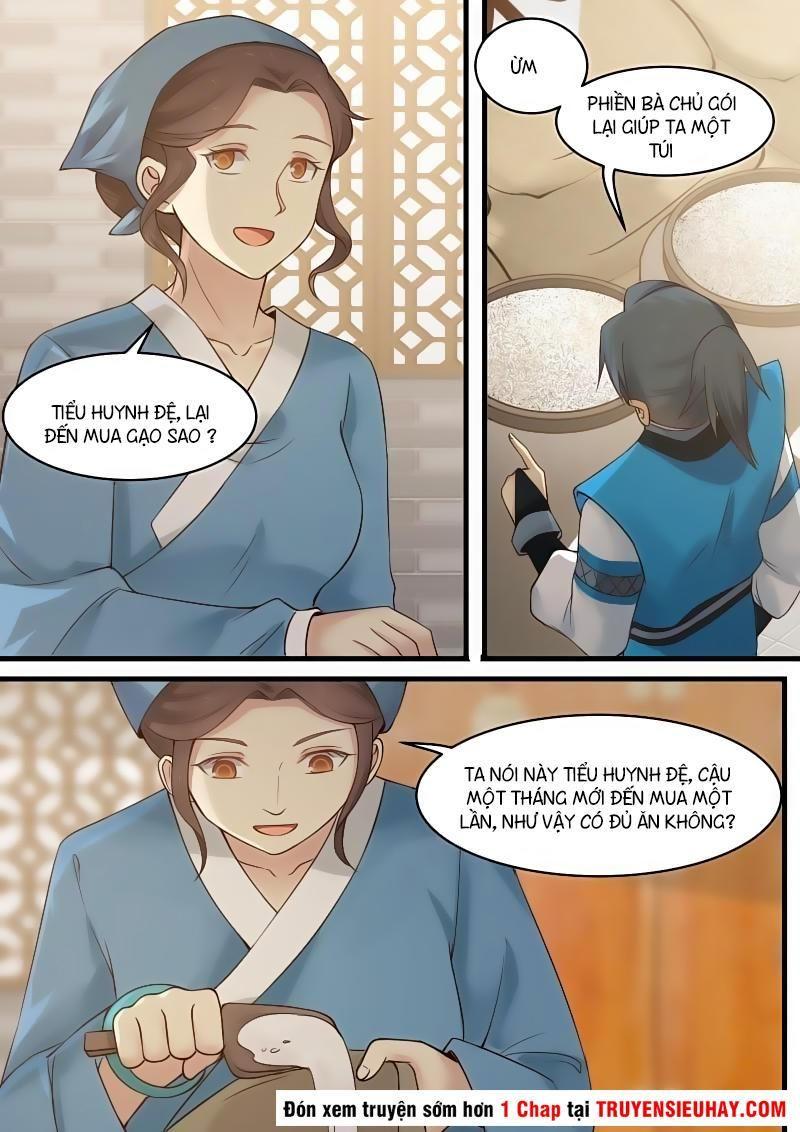 TIỂU HUYNH ĐỆ, LẠI
ĐẾN MUA GẠO SAO ?
ỪM
PHIỀN BÀ CHỦ GÓI
LẠI GIÚP TA MỘT
TÚI
TA NÓI NÀY TIỂU HUYNH ĐỆ, CẬU
MỘT THÁNG MỚI ĐẾN MUA MỘT
LẦN, NHƯ VẬY CÓ ĐỦ ĂN KHÔNG?
Đón xem truyện sớm hơn 1 Chap tại TRUYENSIEUHAY.COM